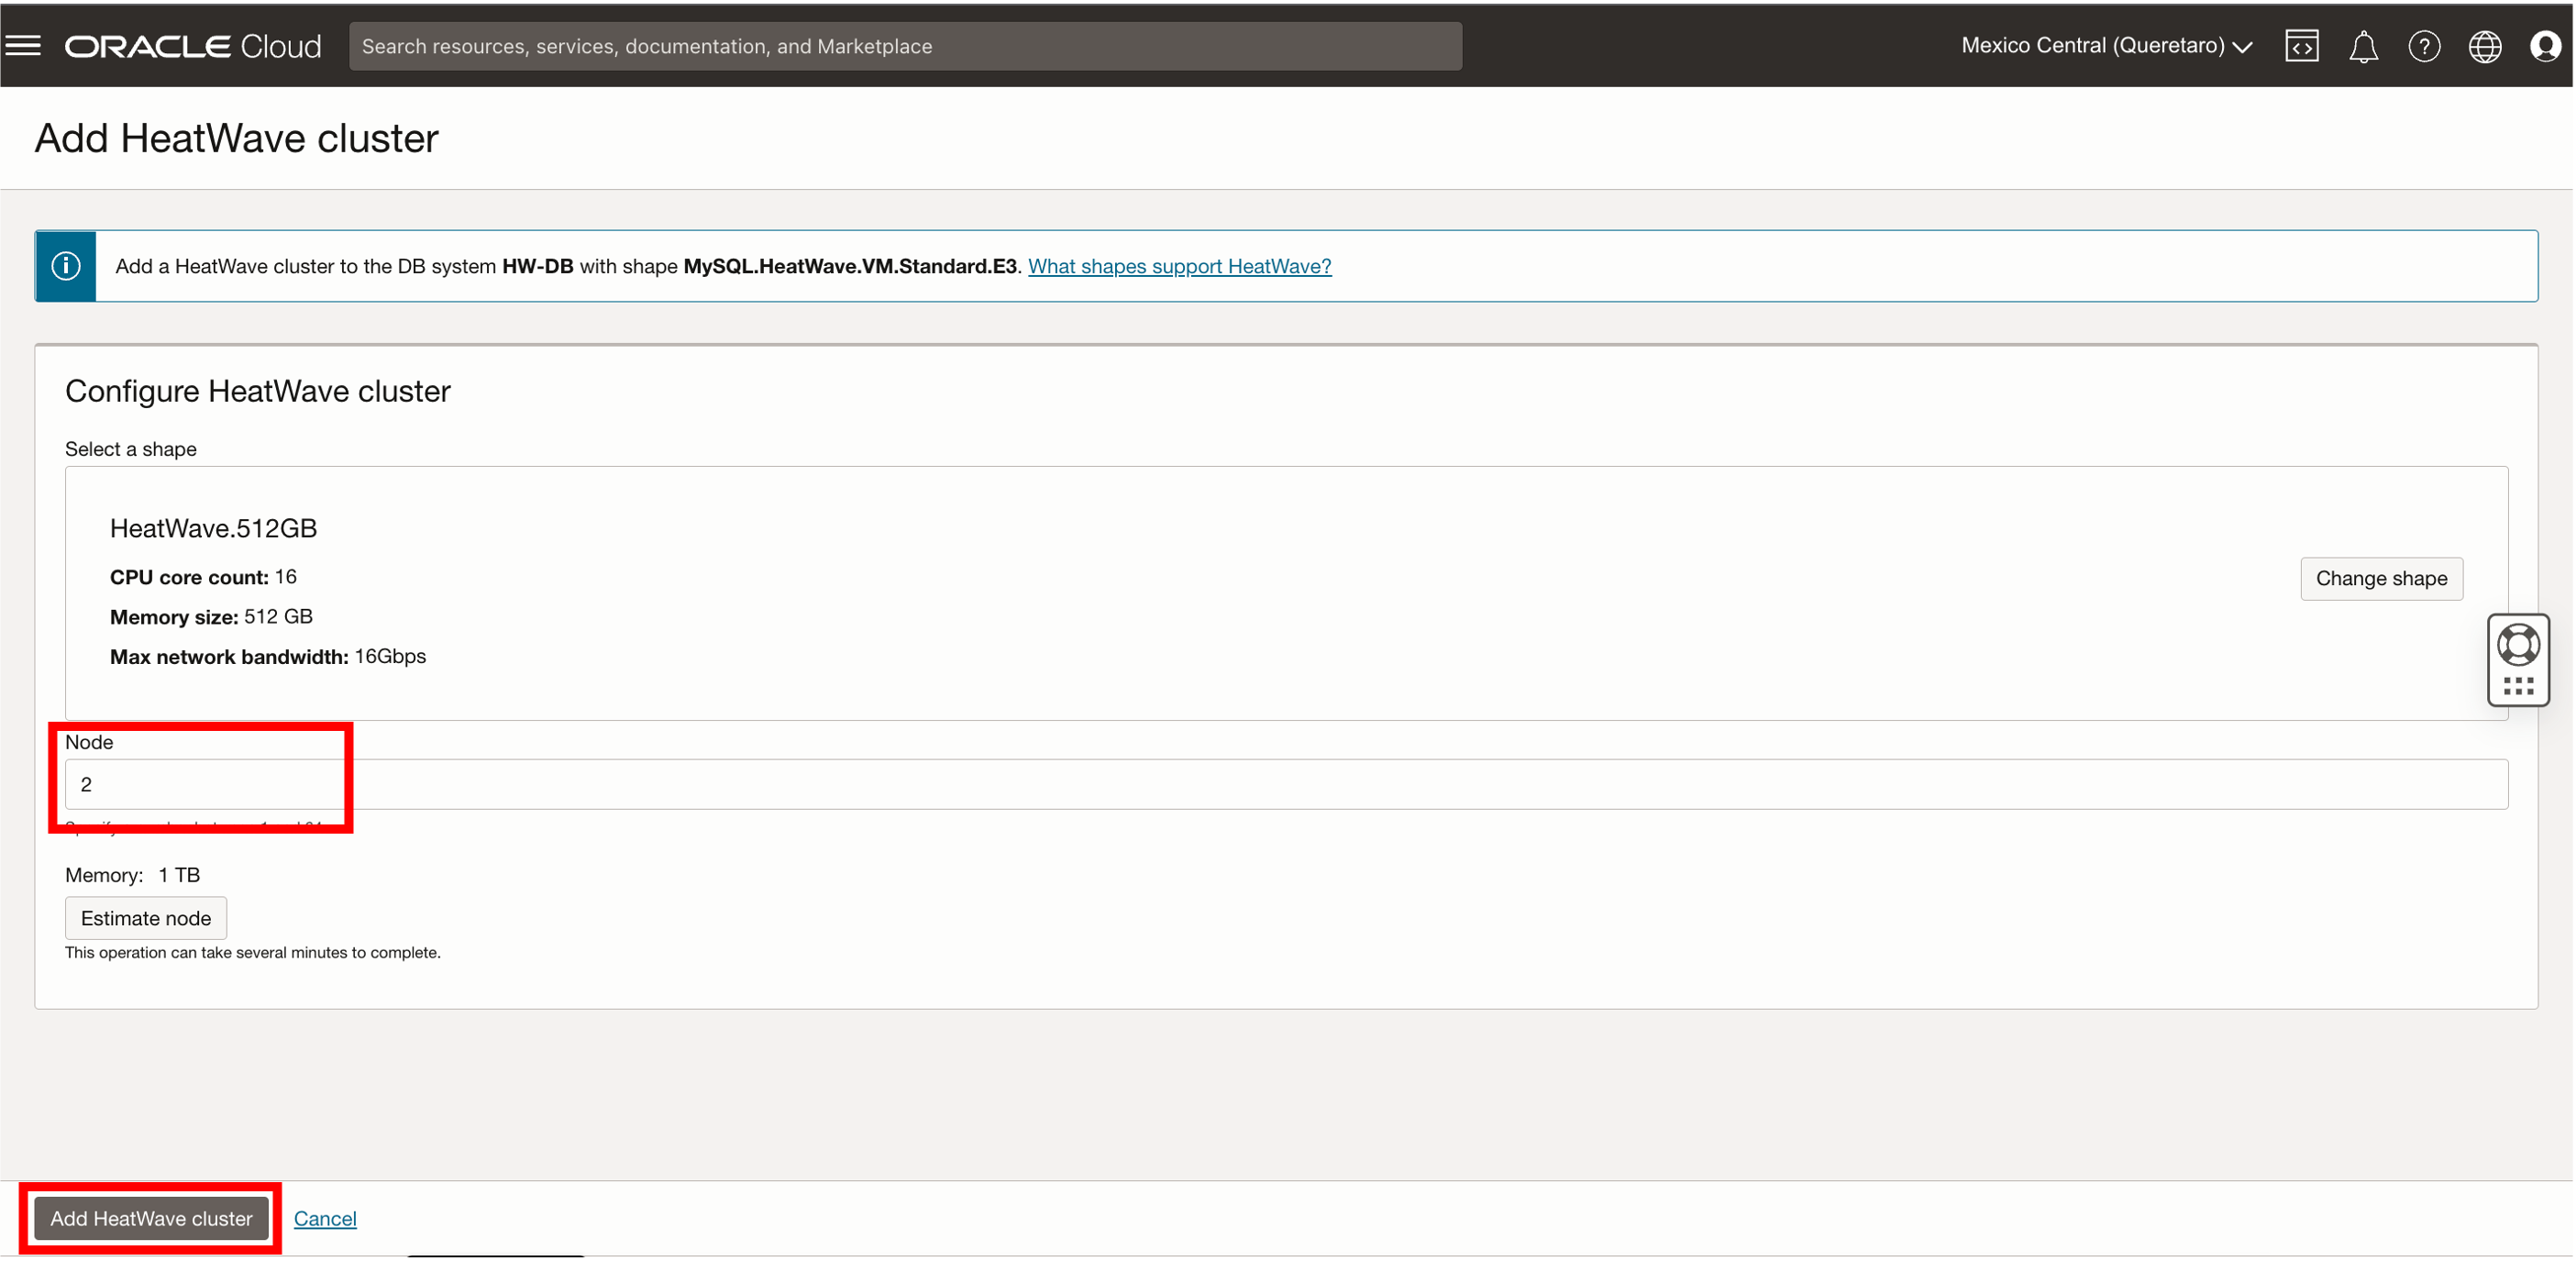 ORACLE Cloud
Search resources, services, documentation, and Marketplace
Mexico Central (Queretaro)
Add HeatWave cluster
Add a HeatWave cluster to the DB system HW-DB with shape MySQL.HeatWave.VM.Standard.E3. What shapes support HeatWave?
Configure HeatWave cluster
Select a shape
HeatWave.512GB
CPU core count: 16
Memory size: 512 GB
Max network bandwidth: 16Gbps
Change shape
Node
2
Memory: 1 TB
Estimate node
This operation can take several minutes to complete.
Add HeatWave cluster
Cancel